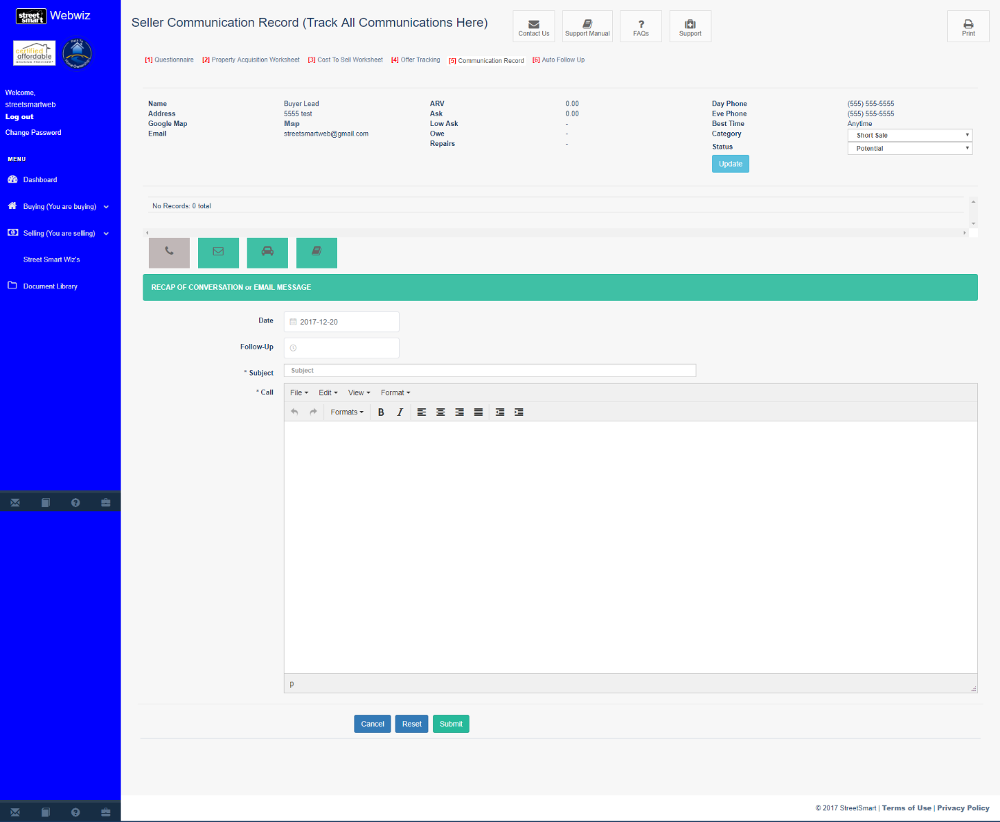 street smart Webwiz
certified
affordable
HOUSING PROVIDER
Path To
Home Ownership
Welcome,
streetsmartweb
Log out
Change Password
MENU
Dashboard
Buying (You are buying)
Selling (You are selling)
Street Smart Wiz's
Document Library
Seller Communication Record (Track All Communications Here)
Contact Us
Support Manual
FAQs
Support
Print
[1] Questionnaire [2] Property Acquisition Worksheet [3] Cost To Sell Worksheet [4] Offer Tracking [5] Communication Record [6] Auto Follow Up
Name Buyer Lead
Address 5555 test
Google Map Map
Email streetsmartweb@gmail.com
ARV 0.00
Ask 0.00
Low Ask -
Owe -
Repairs -
Day Phone (555) 555-5555
Eve Phone (555) 555-5555
Best Time Anytime
Category Short Sale
Status Potential
Update
No Records: 0 total
RECAP OF CONVERSATION or EMAIL MESSAGE
Date 2017-12-20
Follow-Up
* Subject Subject
* Call File Edit View Format
Formats B I
p
Cancel Reset Submit
© 2017 StreetSmart | Terms of Use | Privacy Policy